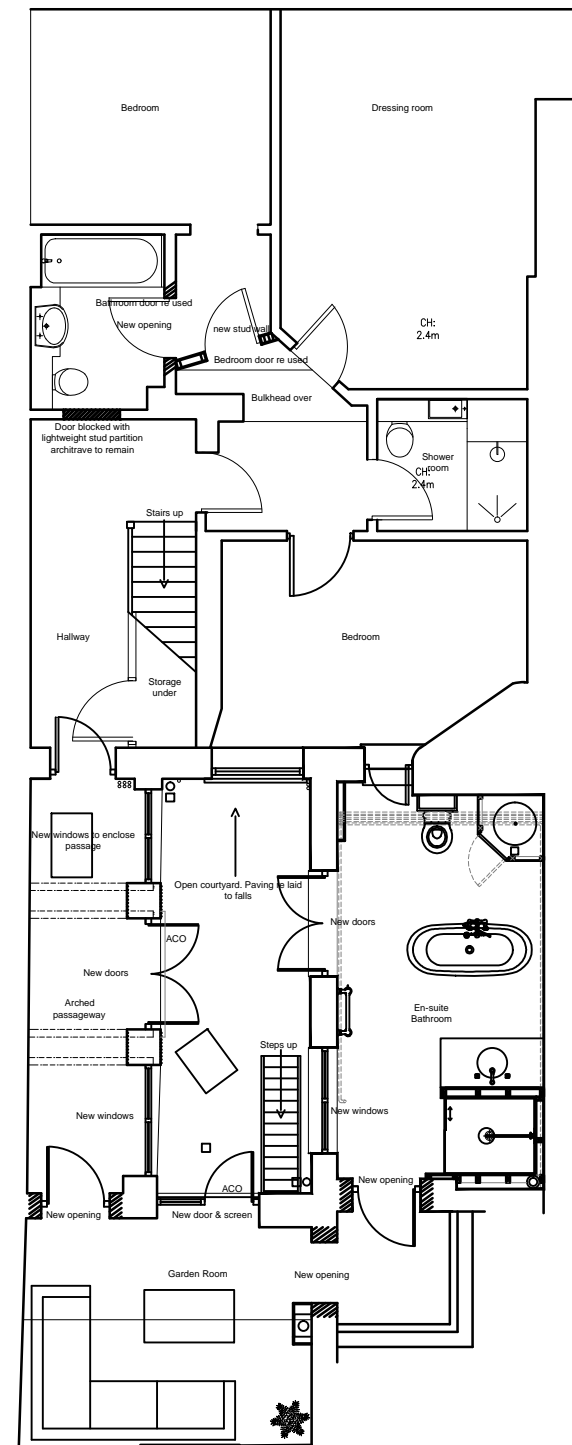 Bedroom
Dressing room
Bathroom door re used
New opening
new stud wall
CH:
2.4m
Bedroom door re used
Bulkhead over
Door blocked with
lightweight stud partition
architrave to remain
Shower
room
CH:
2.4m
Stairs up
Hallway
Bedroom
Storage
under
New windows to enclose
passage
Open courtyard. Paving re laid
to falls
New doors
ACO
New doors
Arched
passageway
En-suite
Bathroom
Steps up
New windows
New windows
New opening
ACO
New opening
New door & screen
Garden Room
New opening